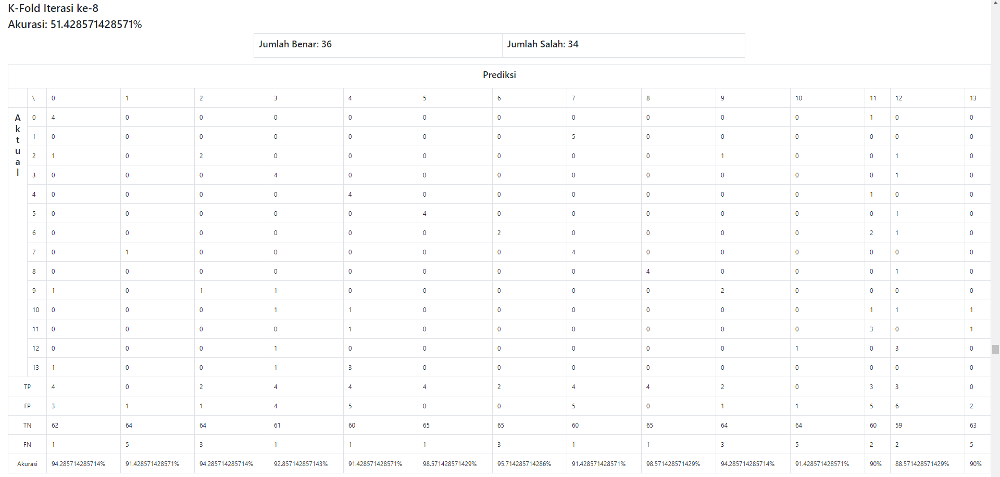 K-Fold Iterasi ke-8
Akurasi: 51.428571428571%
Jumlah Benar: 36 Jumlah Salah: 34
Prediksi
\ 0 1 2 3 4 5 6 7 8 9 10 11 12 13
Aktual
0 4 0 0 0 0 0 0 0 0 0 0 1 0 0
1 0 0 0 0 0 0 0 5 0 0 0 0 0 0
2 1 0 2 0 0 0 0 0 0 1 0 0 1 0
3 0 0 0 4 0 0 0 0 0 0 0 0 1 0
4 0 0 0 0 4 0 0 0 0 0 0 1 0 0
5 0 0 0 0 0 4 0 0 0 0 0 0 1 0
6 0 0 0 0 0 0 2 0 0 0 0 2 1 0
7 0 1 0 0 0 0 0 4 0 0 0 0 0 0
8 0 0 0 0 0 0 0 0 4 0 0 0 1 0
9 1 0 1 1 0 0 0 0 0 2 0 0 0 0
10 0 0 0 1 1 0 0 0 0 0 0 1 1 1
11 0 0 0 0 1 0 0 0 0 0 0 3 0 1
12 0 0 0 1 0 0 0 0 0 0 1 0 3 0
13 1 0 0 1 3 0 0 0 0 0 0 0 0 0
TP 4 0 2 4 4 4 2 4 4 2 0 3 3 0
FP 3 1 1 4 5 0 0 5 0 1 1 5 6 2
TN 62 64 64 61 60 65 65 60 65 64 64 60 59 63
FN 1 5 3 1 1 1 3 1 1 3 5 2 2 5
Akurasi 94.285714285714% 91.428571428571% 94.285714285714% 92.857142857143% 91.428571428571% 98.571428571429% 95.714285714286% 91.428571428571% 98.571428571429% 94.285714285714% 91.428571428571% 90% 88.571428571429% 90%